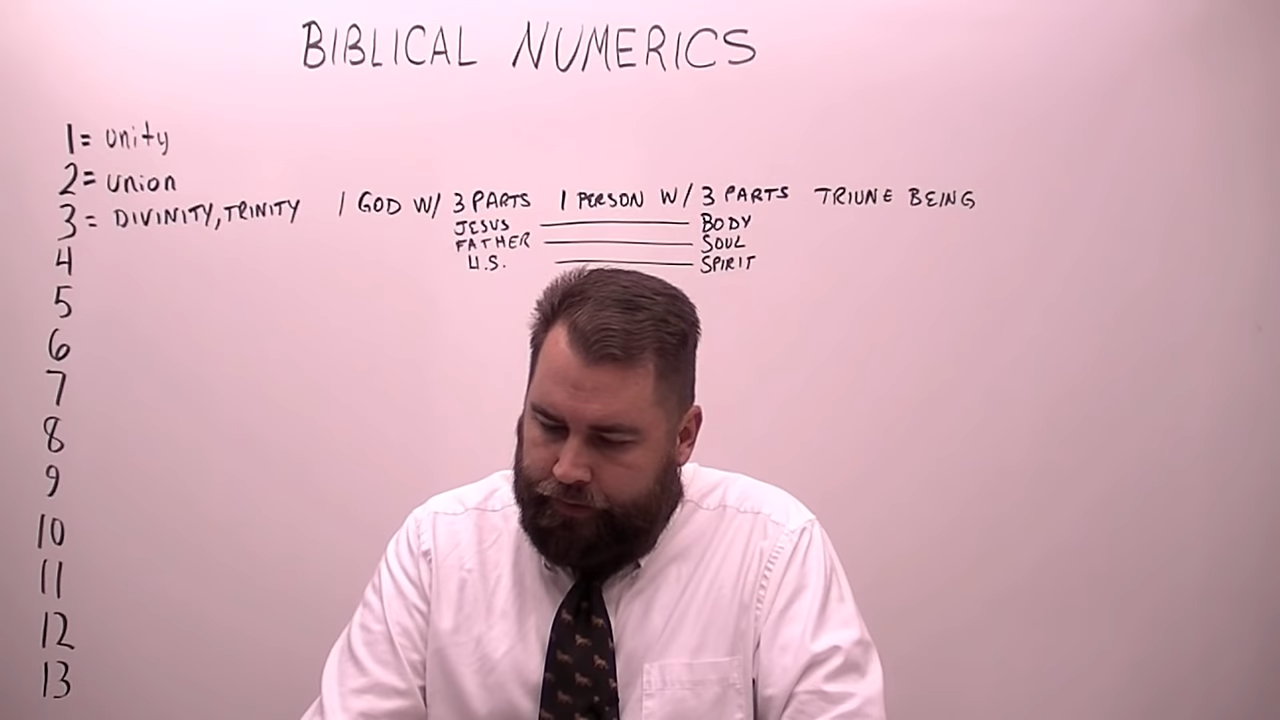 BIBLICAL NUMERICS
1 = unity
2 = union
3 = DIVINITY, TRINITY 1 GOD W/ 3 PARTS 1 PERSON W/ 3 PARTS TRIUNE BEING
JESUS BODY
FATHER SOUL
H.S. SPIRIT
4
5
6
7
8
9
10
11
12
13